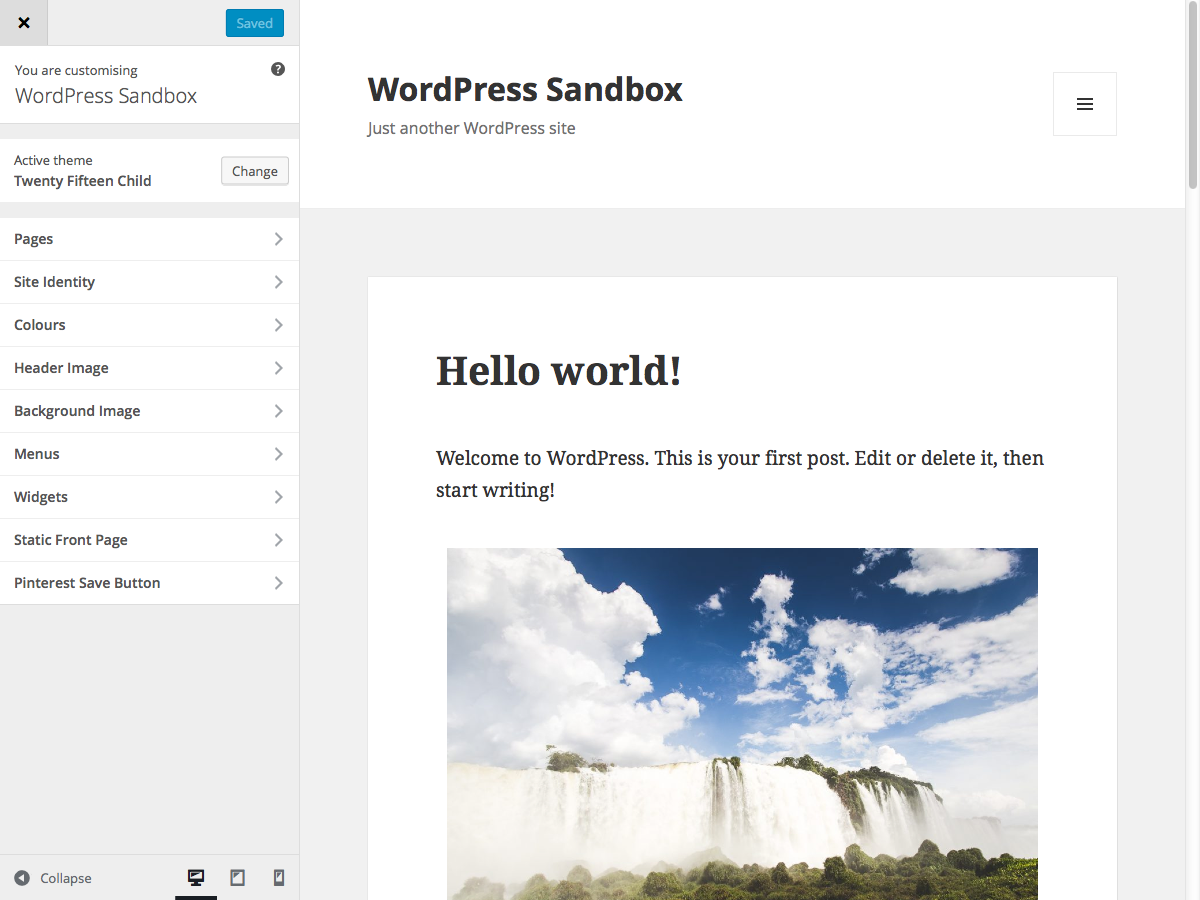 Saved
You are customising
WordPress Sandbox
Active theme
Twenty Fifteen Child
Change
Pages
Site Identity
Colours
Header Image
Background Image
Menus
Widgets
Static Front Page
Pinterest Save Button
Collapse
WordPress Sandbox
Just another WordPress site
Hello world!
Welcome to WordPress. This is your first post. Edit or delete it, then
start writing!